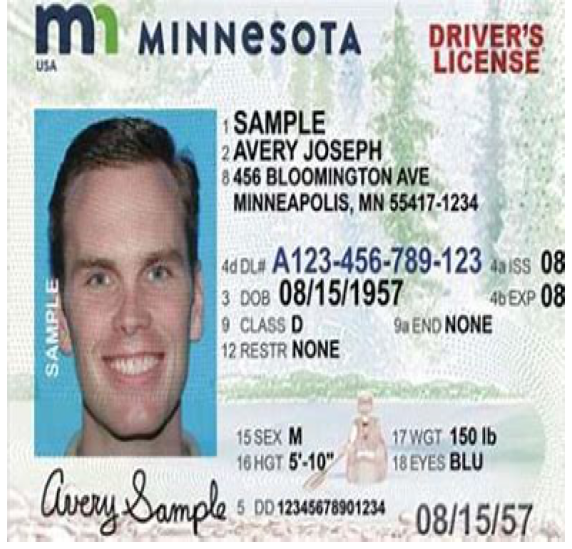 mn MINNESOTA
USA
DRIVER'S
LICENSE
1 SAMPLE
2 AVERY JOSEPH
8 456 BLOOMINGTON AVE
MINNEAPOLIS, MN 55417-1234
4d DL# A123-456-789-123 4a ISS 08
3 DOB 08/15/1957 4b EXP 08
9 CLASS D 9a END NONE
12 RESTR NONE
SAMPLE
15 SEX M 17 WGT 150 lb
16 HGT 5'-10" 18 EYES BLU
Avery Sample 5 DD 12345678901234 08/15/57